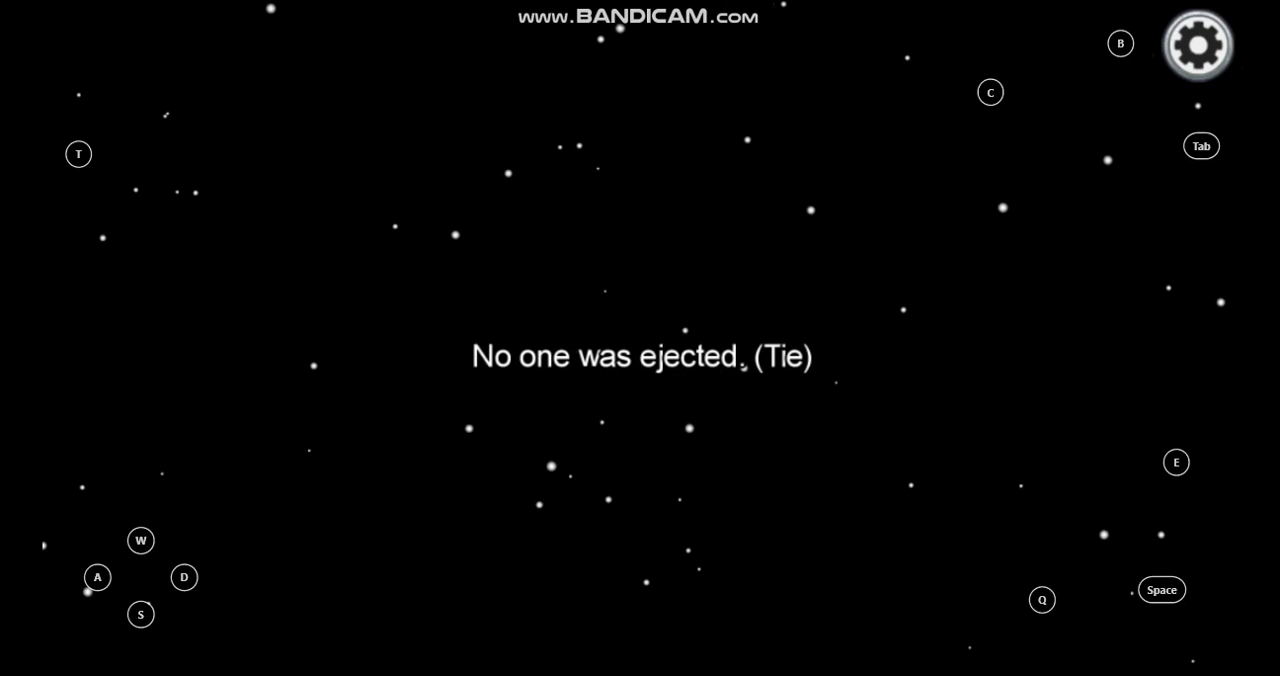 www.BANDICAM.com
B
C
Tab
T
No one was ejected. (Tie)
E
W
A D
S
Q
Space